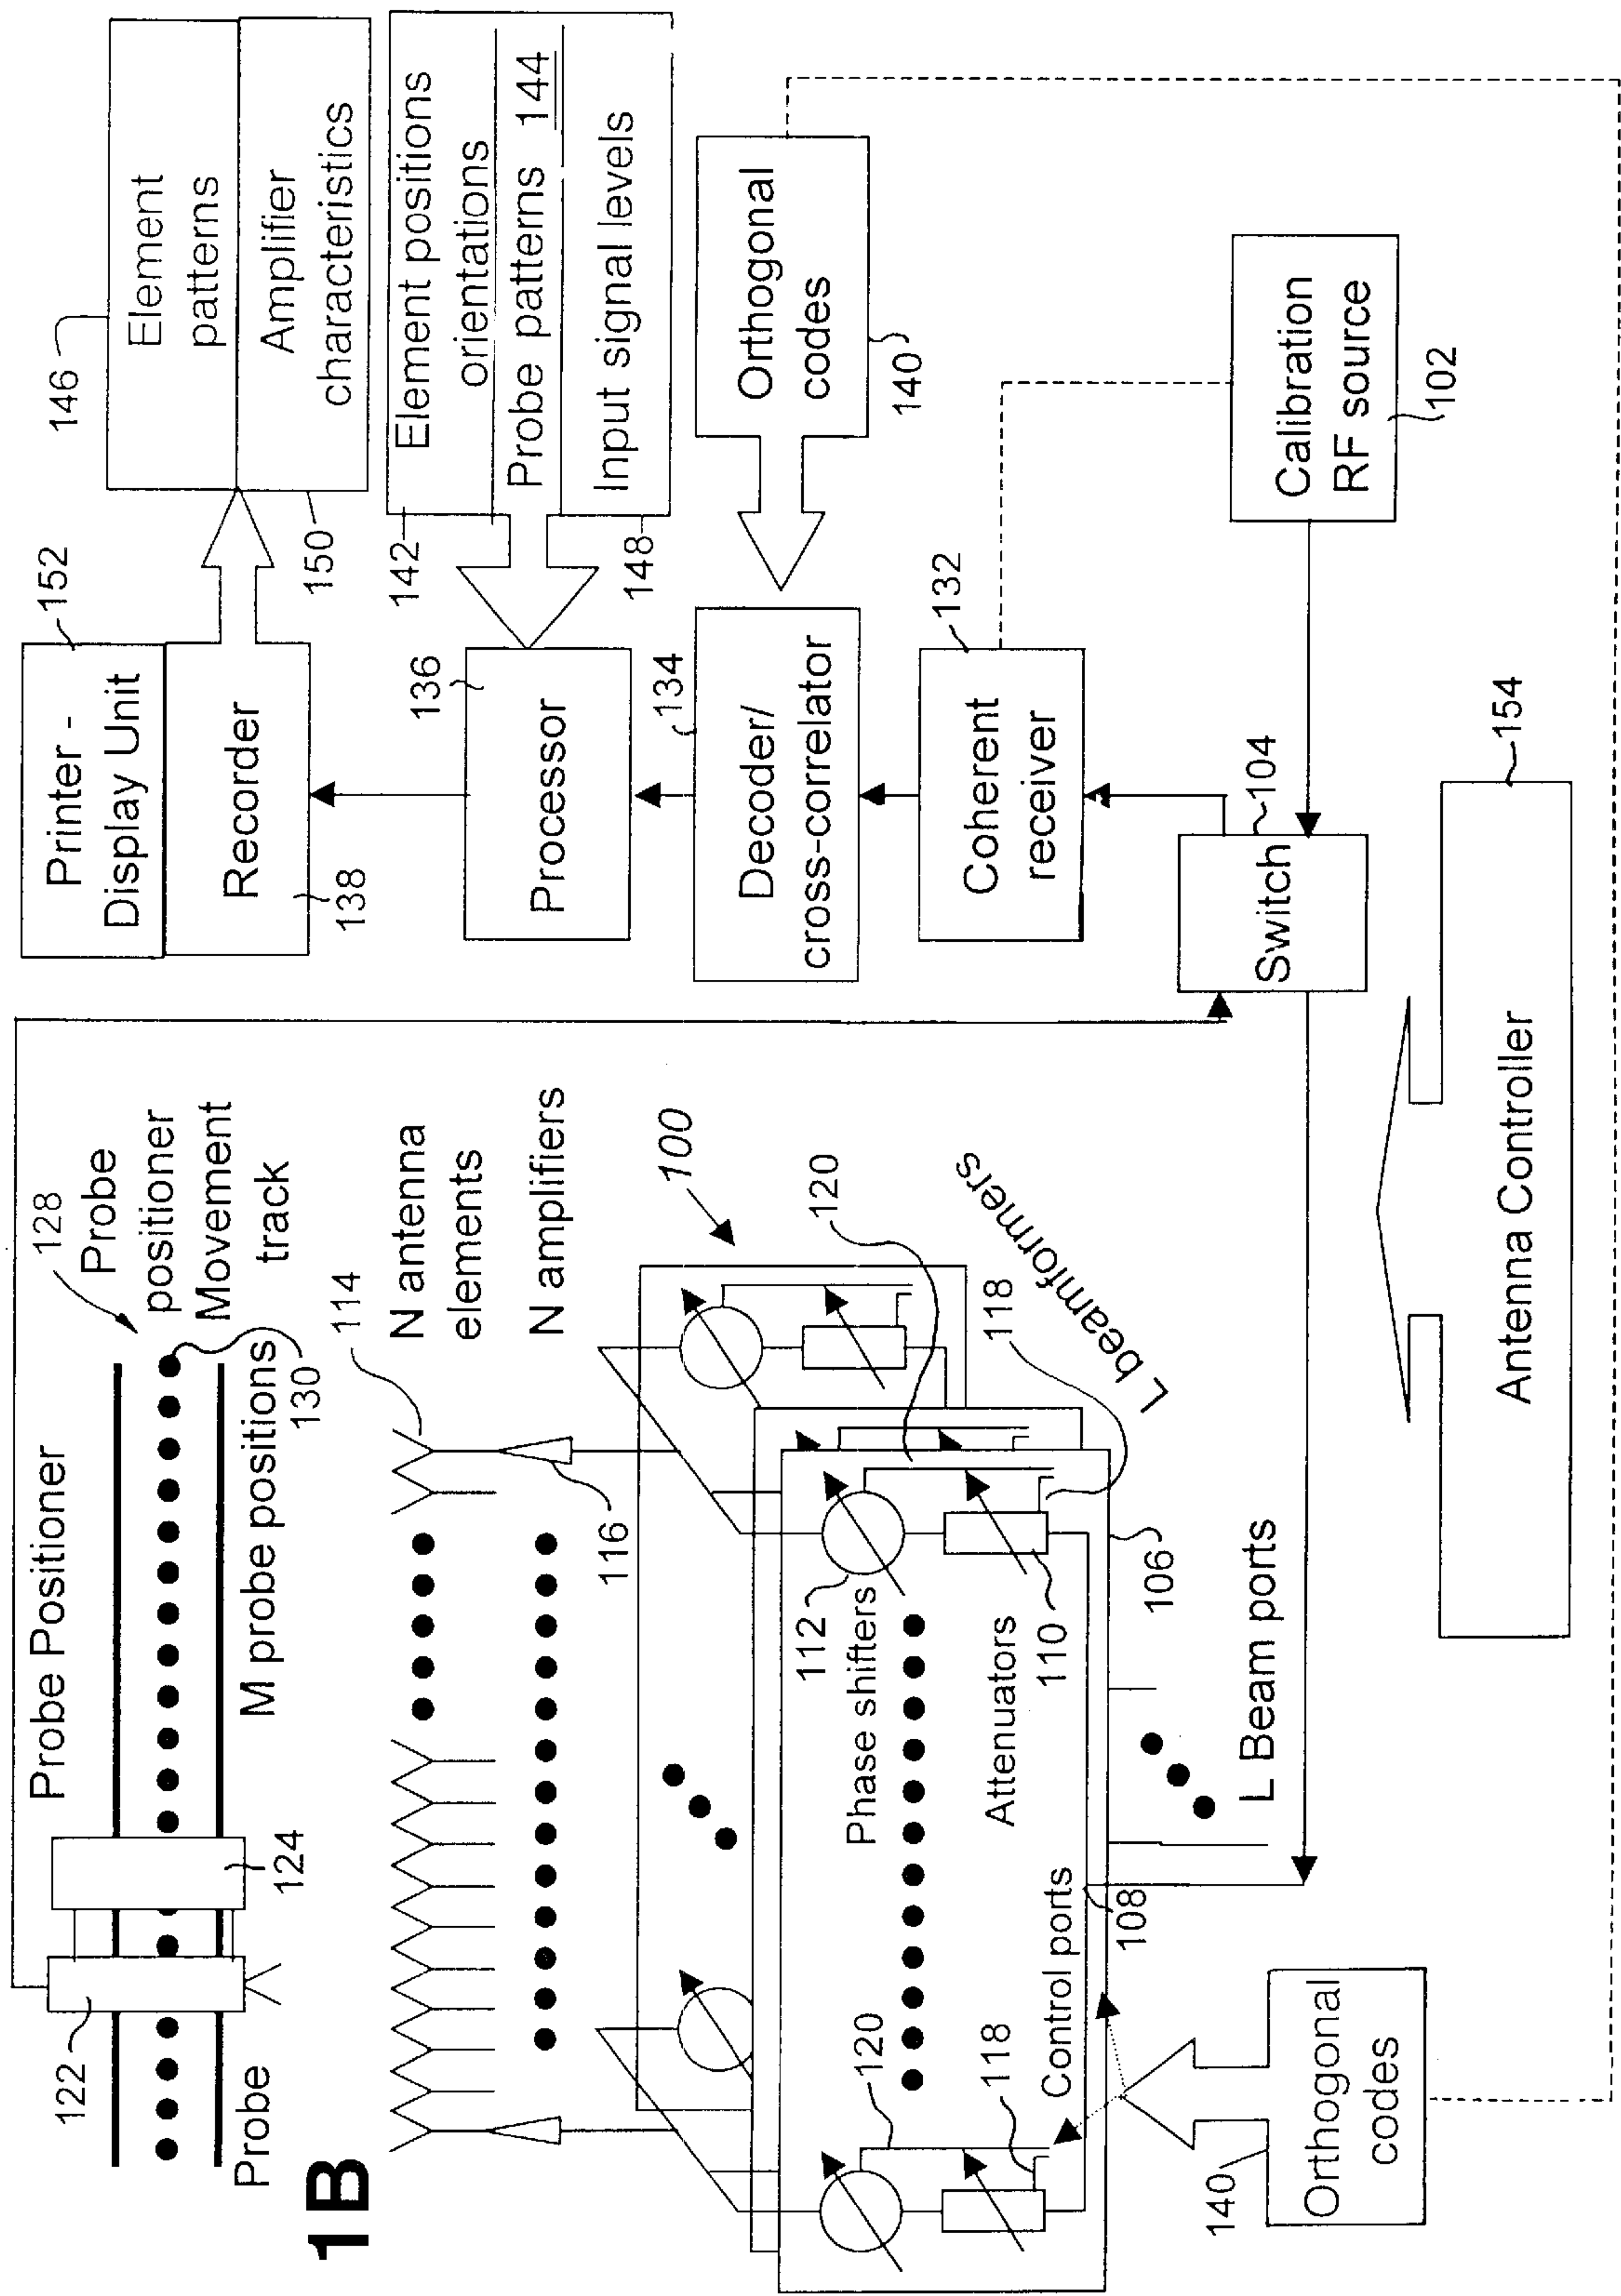 1B
Probe Positioner
128
Probe
positioner
Movement
track
122
124
Probe
M probe positions
130
114
N antenna
elements
N amplifiers
116
100
L beamformers
120
118
112
Phase shifters
Attenuators
110
106
120
118
Control ports
108
L Beam ports
140
Orthogonal
codes
Printer -
Display Unit
152
Recorder
138
146
Element
patterns
Amplifier
characteristics
150
136
Processor
142
Element positions
orientations
Probe patterns 144
Input signal levels
148
134
Decoder/
cross-correlator
Orthogonal
codes
140
132
Coherent
receiver
Calibration
RF source
102
104
Switch
154
Antenna Controller